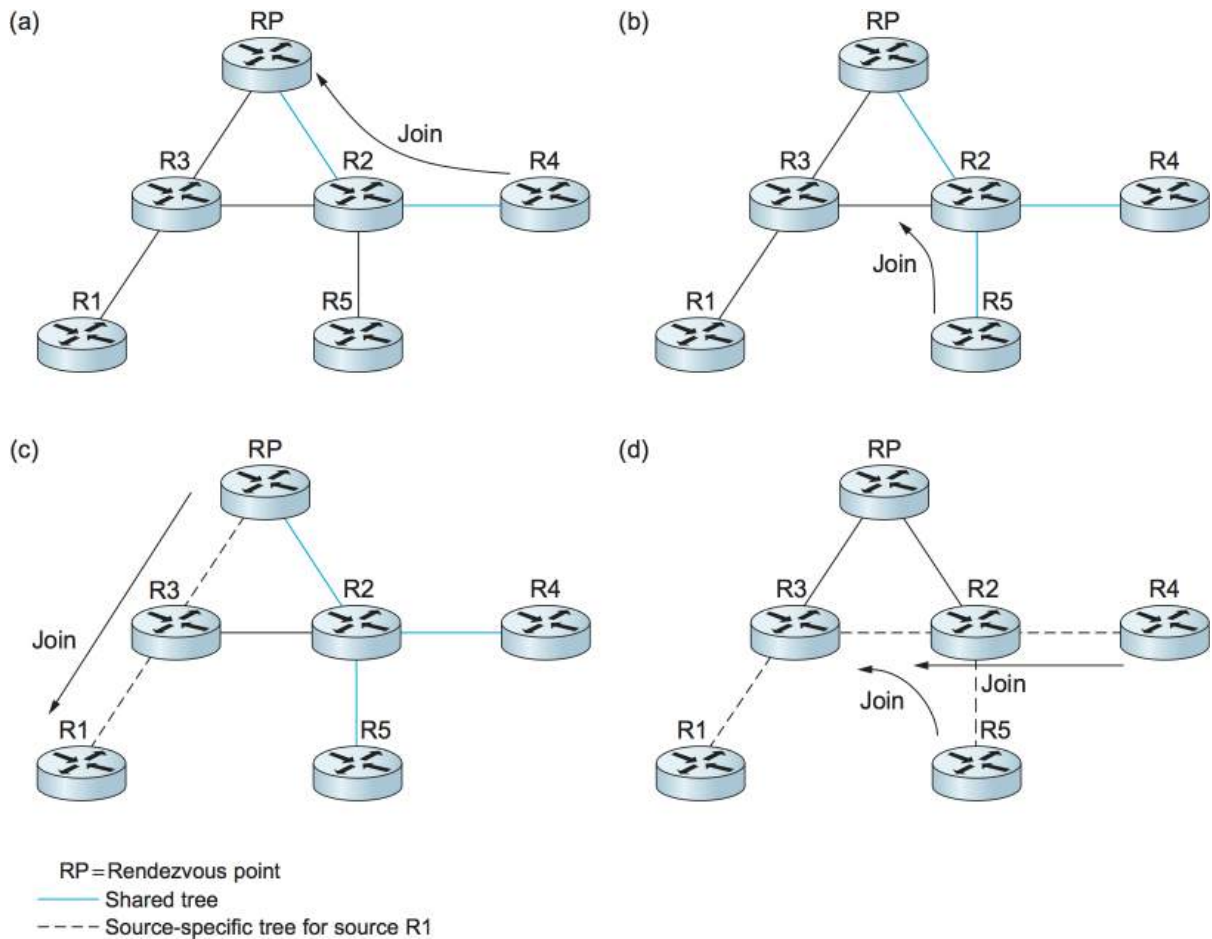 (a)
RP
Join
R3
R2
R4
R1
R5
(b)
RP
R3
R2
R4
Join
R1
R5
(c)
RP
R3
R2
R4
Join
R1
R5
(d)
RP
R3
R2
R4
Join
Join
R1
R5
RP=Rendezvous point
Shared tree
Source-specific tree for source R1